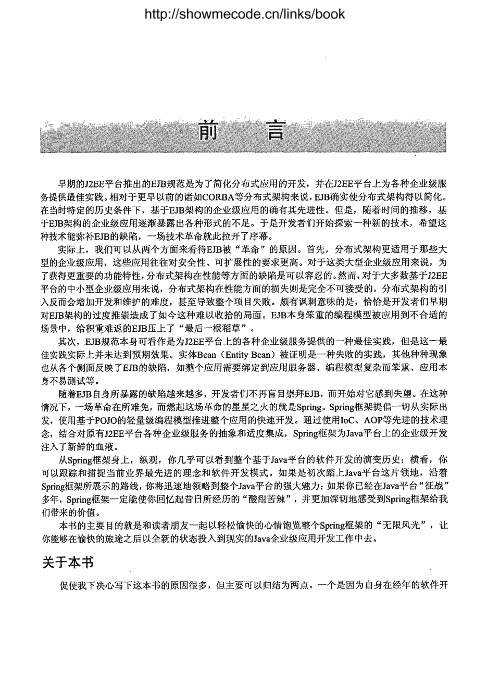 http://showmecode.cn/links/book
前 言
早期的J2EE平台推出的EJB规范是为了简化分布式应用的开发，并在J2EE平台上为各种企业级服
务提供最佳实践。相对于更早以前的诸如CORBA等分布式架构来说，EJB确实使分布式架构得以简化。
在当时特定的历史条件下，基于EJB架构的企业级应用的确有其先进性。但是，随着时间的推移，基
于EJB架构的企业级应用逐渐暴露出各种形式的不足。于是开发者们开始探索一种新的技术，希望这
种技术能弥补EJB的缺陷，一场技术革命就此拉开了序幕。
实际上，我们可以从两个方面来看待EJB被“革命”的原因。首先，分布式架构更适用于那些大
型的企业级应用，这些应用往往对安全性、可扩展性的要求更高。对于这类大型企业级应用来说，为
了获得更重要的功能特性，分布式架构在性能等方面的缺陷是可以容忍的。然而，对于大多数基于J2EE
平台的中小型企业级应用来说，分布式架构在性能方面的损失则是完全不可接受的，分布式架构的引
入反而会增加开发和维护的难度，甚至导致整个项目失败。颇有讽刺意味的是，恰恰是开发者们早期
对EJB架构的过度推崇造成了如今这种难以收拾的局面。EJB本身笨重的编程模型被应用到不合适的
场景中，给积重难返的EJB压上了“最后一根稻草”。
其次，EJB规范本身可看作是为J2EE平台上的各种企业级服务提供的一种最佳实践，但是这一最
佳实践实际上并未达到预期效果。实体Bean（Entity Bean）被证明是一种失败的实践，其他种种现象
也从各个侧面反映了EJB的缺陷，如整个应用需要绑定到应用服务器、编程模型复杂而笨重、应用本
身不易测试等。
随着EJB自身所暴露的缺陷越来越多，开发者们不再盲目崇拜EJB，而开始对它感到失望。在这种
情况下，一场革命在所难免，而燃起这场革命的星星之火的就是Spring。Spring框架提倡一切从实际出
发，使用基于POJO的轻量级编程模型推进整个应用的快速开发，通过使用IoC、AOP等先进的技术理
念，结合对原有J2EE平台各种企业级服务的抽象和适度集成，Spring框架为Java平台上的企业级开发
注入了新鲜的血液。
从Spring框架身上，纵观，你几乎可以看到整个基于Java平台的软件开发的演变历史；横看，你
可以跟踪和捕捉当前业界最先进的理念和软件开发模式。如果是初次踏上Java平台这片领地，沿着
Spring框架所展示的路线，你将迅速地领略到整个Java平台的强大魅力；如果你已经在Java平台“征战”
多年，Spring框架一定能使你回忆起昔日所经历的“酸甜苦辣”，并更加深切地感受到Spring框架给我
们带来的价值。
本书的主要目的就是和读者朋友一起以轻松愉快的心情饱览整个Spring框架的“无限风光”，让
你能够在愉快的旅途之后以全新的状态投入到现实的Java企业级应用开发工作中去。
关于本书
促使我下决心写下这本书的原因很多，但主要可以归结为两点，一个是因为自身在经年的软件开